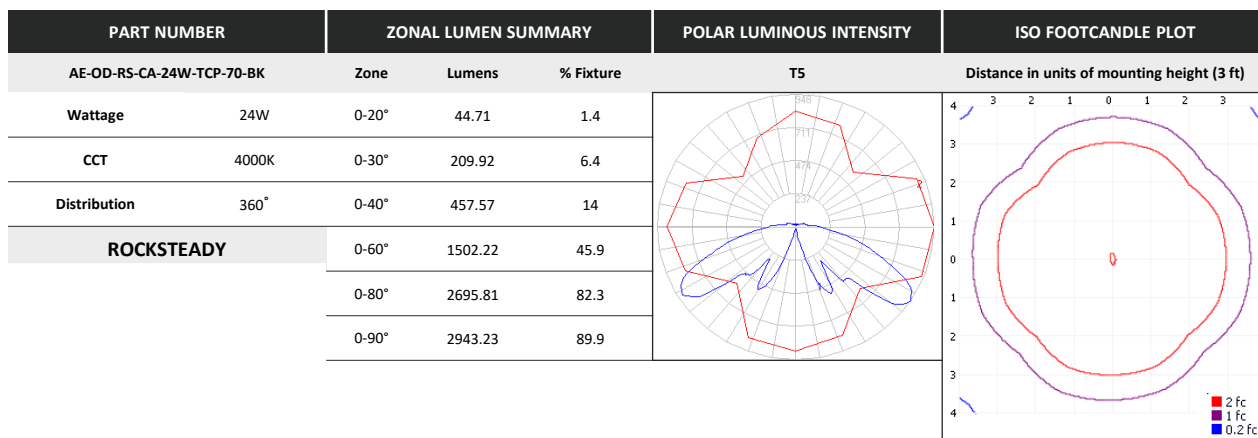 PART NUMBER
ZONAL LUMEN SUMMARY
POLAR LUMINOUS INTENSITY
ISO FOOTCANDLE PLOT
AE-OD-RS-CA-24W-TCP-70-BK
Zone Lumens % Fixture
T5
Distance in units of mounting height (3 ft)
Wattage 24W
0-20° 44.71 1.4
CCT 4000K
0-30° 209.92 6.4
Distribution 360°
0-40° 457.57 14
ROCKSTEADY
0-60° 1502.22 45.9
0-80° 2695.81 82.3
0-90° 2943.23 89.9
948
711
474
237
2
3 2 1 0 1 2 3
4
3
2
1
0
1
2
3
4
2 fc
1 fc
0.2 fc